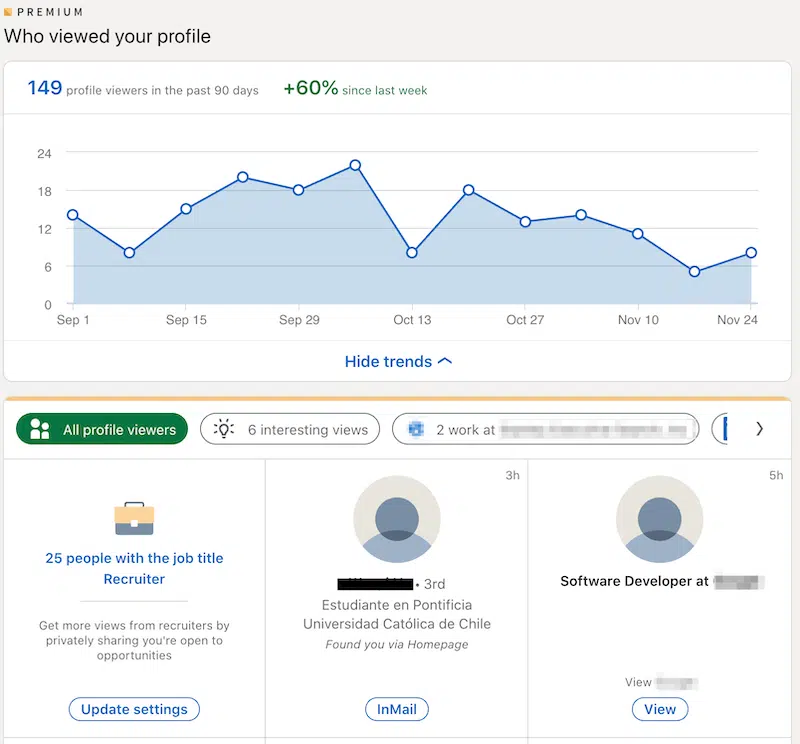 PREMIUM
Who viewed your profile
149 profile viewers in the past 90 days +60% since last week
24
18
12
6
0
Sep 1 Sep 15 Sep 29 Oct 13 Oct 27 Nov 10 Nov 24
Hide trends
All profile viewers 6 interesting views 2 work at
25 people with the job title
Recruiter
Get more views from recruiters by
privately sharing you're open to
opportunities
Update settings
3h
• 3rd
Estudiante en Pontificia
Universidad Católica de Chile
Found you via Homepage
InMail
5h
Software Developer at
View
View